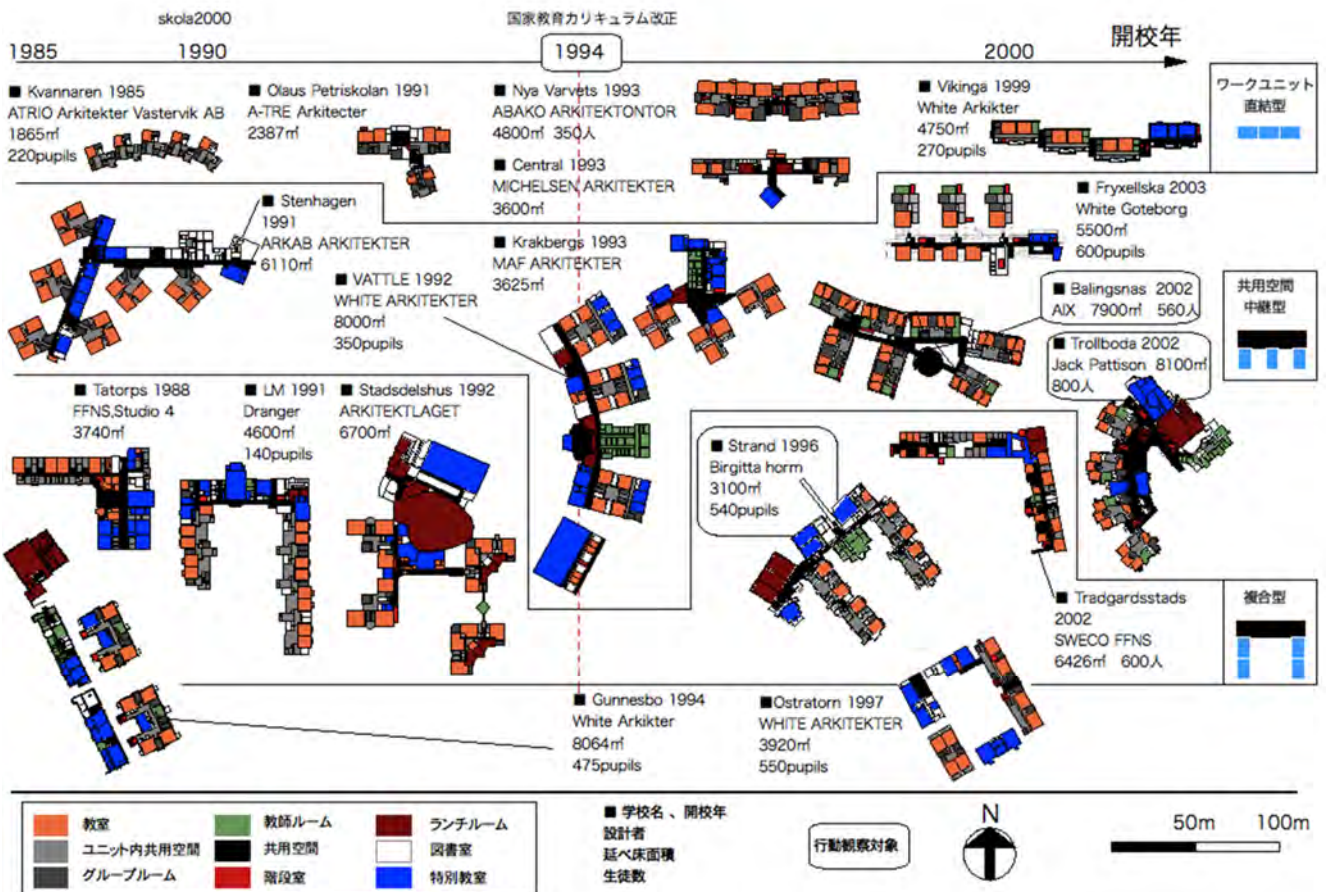 skola2000
国家教育カリキュラム改正
1985
1990
1994
2000
開校年
■ Kvannaren 1985
ATRIO Arkitekter Vastervik AB
1865㎡
220pupils
■ Olaus Petriskolan 1991
A-TRE Arkitecter
2387㎡
■ Nya Varvets 1993
ABAKO ARKITEKTONTOR
4800㎡ 350人
■ Central 1993
MICHELSEN ARKITEKTER
3600㎡
■ Vikinga 1999
White Arkikter
4750㎡
270pupils
ワークユニット
直結型
■ Stenhagen
1991
ARKAB ARKITEKTER
6110㎡
■ VATTLE 1992
WHITE ARKITEKTER
8000㎡
350pupils
■ Krakbergs 1993
MAF ARKITEKTER
3625㎡
■ Fryxellska 2003
White Goteborg
5500㎡
600pupils
■ Balingsnas 2002
AIX 7900㎡ 560人
■ Trollboda 2002
Jack Pattison 8100㎡
800人
共用空間
中継型
■ Tatorps 1988
FFNS,Studio 4
3740㎡
■ LM 1991
Dranger
4600㎡
140pupils
■ Stadsdelshus 1992
ARKITEKTLAGET
6700㎡
■ Strand 1996
Birgitta horm
3100㎡
540pupils
■ Tradgardsstads
2002
SWECO FFNS
6426㎡ 600人
複合型
■ Gunnesbo 1994
White Arkikter
8064㎡
475pupils
■Ostratorn 1997
WHITE ARKITEKTER
3920㎡
550pupils
教室
教師ルーム
ランチルーム
ユニット内共用空間
共用空間
図書室
グループルーム
階段室
特別教室
■ 学校名 、開校年
設計者
延べ床面積
生徒数
行動観察対象
N
50m
100m